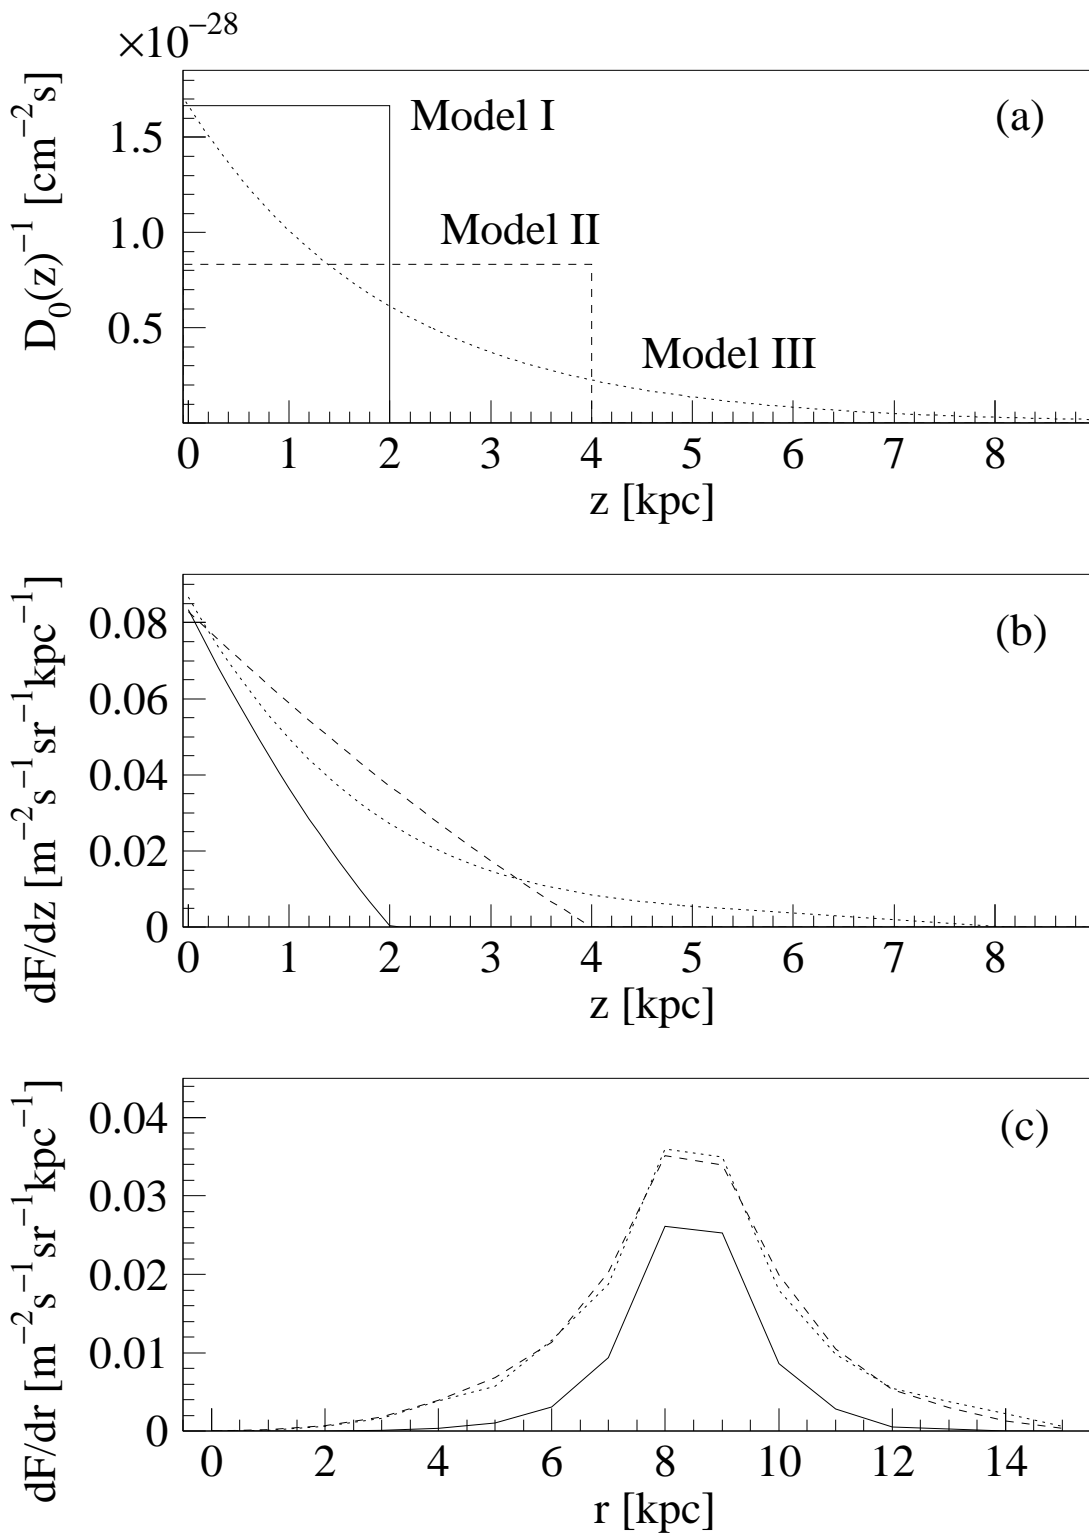 ×10⁻²⁸
D₀(z)⁻¹ [cm⁻²s]
1.5
1.0
0.5
Model I
Model II
Model III
(a)
0 1 2 3 4 5 6 7 8
z [kpc]
dF/dz [m⁻²s⁻¹sr⁻¹kpc⁻¹]
0.08
0.06
0.04
0.02
0
(b)
0 1 2 3 4 5 6 7 8
z [kpc]
dF/dr [m⁻²s⁻¹sr⁻¹kpc⁻¹]
0.04
0.03
0.02
0.01
0
(c)
0 2 4 6 8 10 12 14
r [kpc]